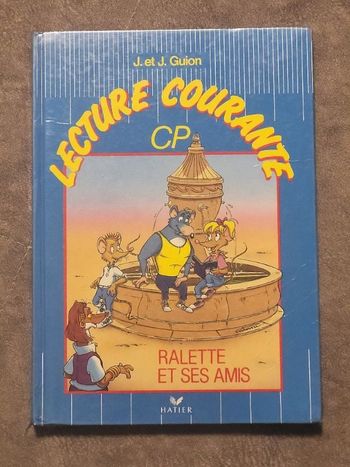 J. et J. Guion
LECTURE COURANTE
CP
RALETTE
ET SES AMIS
HATIER